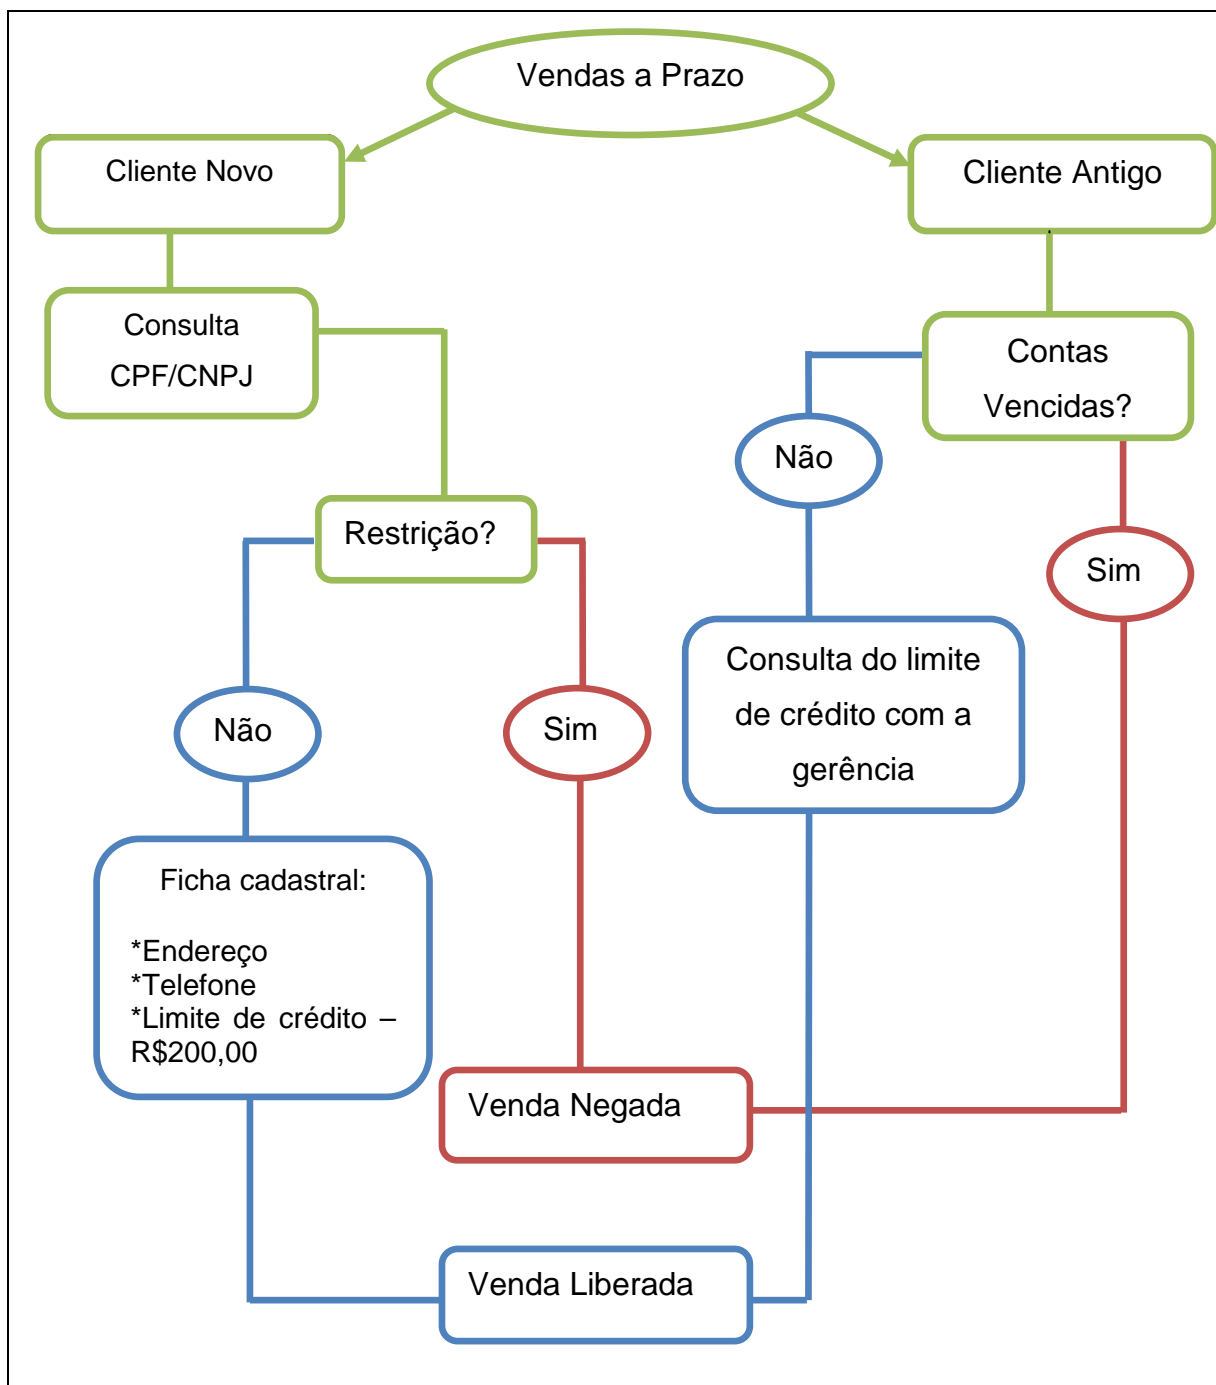 Vendas a Prazo
Cliente Novo
Cliente Antigo
Consulta
CPF/CNPJ
Contas
Vencidas?
Não
Restrição?
Sim
Consulta do limite
de crédito com a
gerência
Não
Sim
Ficha cadastral:
*Endereço
*Telefone
*Limite de crédito –
R$200,00
Venda Negada
Venda Liberada